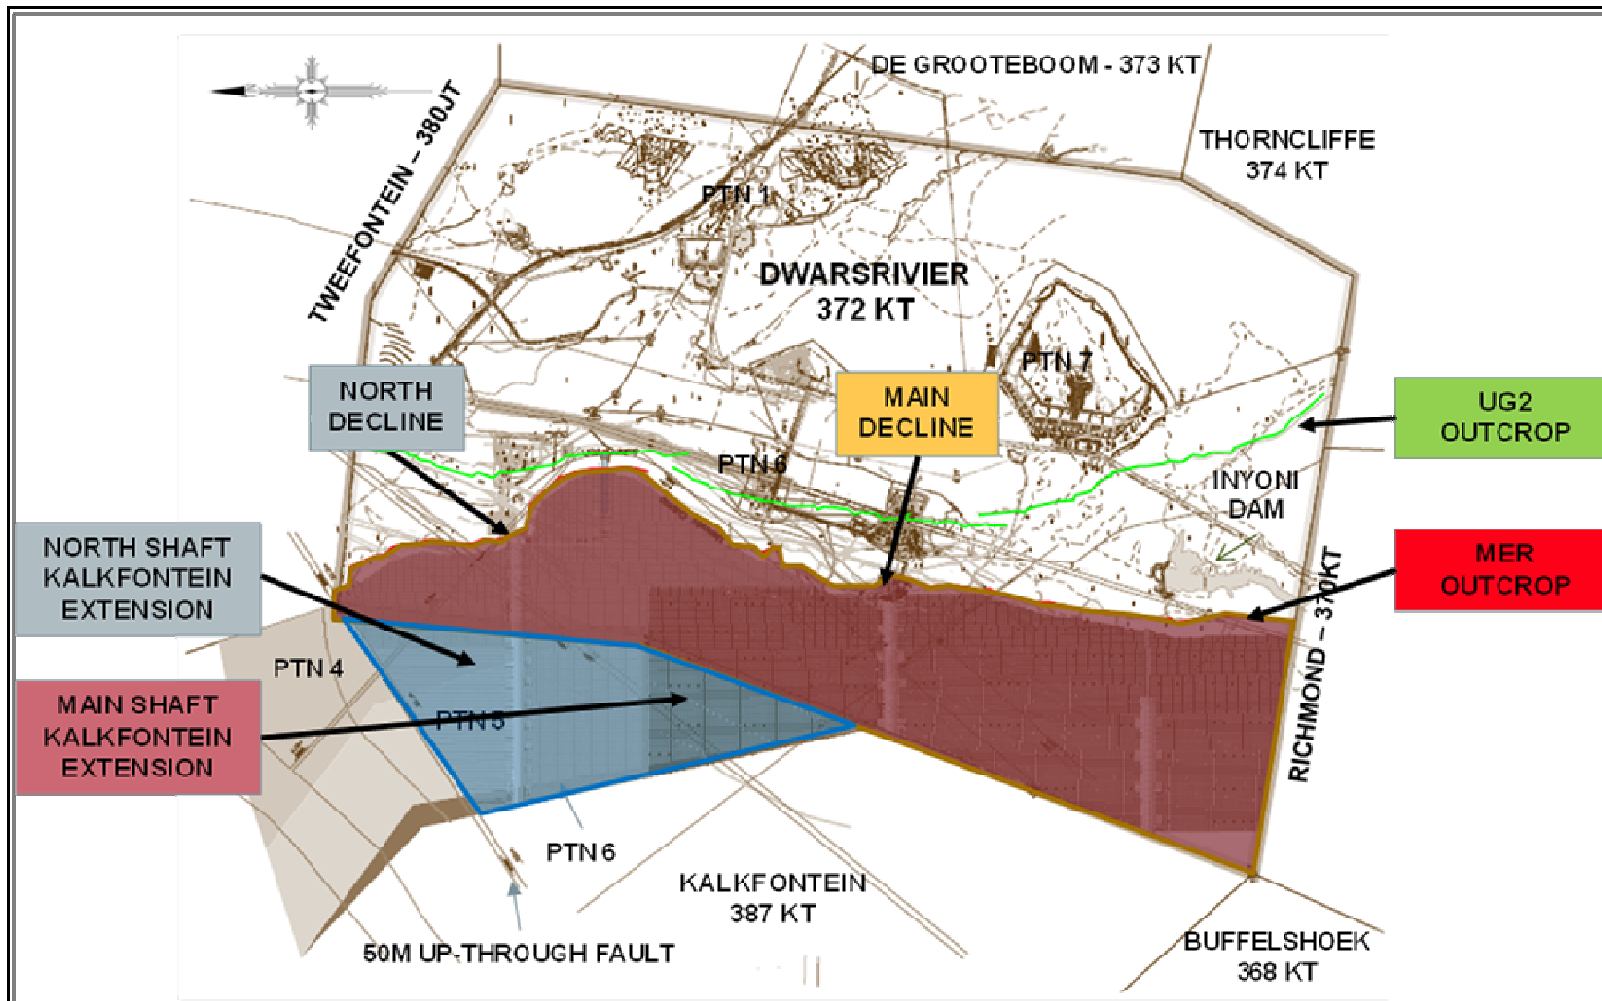 DE GROOTEBOOM - 373 KT
THORNCLIFFE
374 KT
TWEEFONTEIN – 380JT
PTN 1
DWARSRIVIER
372 KT
PTN 7
NORTH
DECLINE
MAIN
DECLINE
UG2
OUTCROP
PTN 6
INYONI
DAM
NORTH SHAFT
KALKFONTEIN
EXTENSION
MER
OUTCROP
RICHMOND – 370KT
PTN 4
MAIN SHAFT
KALKFONTEIN
EXTENSION
PTN 5
PTN 6
KALKFONTEIN
387 KT
50M UP-THROUGH FAULT
BUFFELSHOEK
368 KT